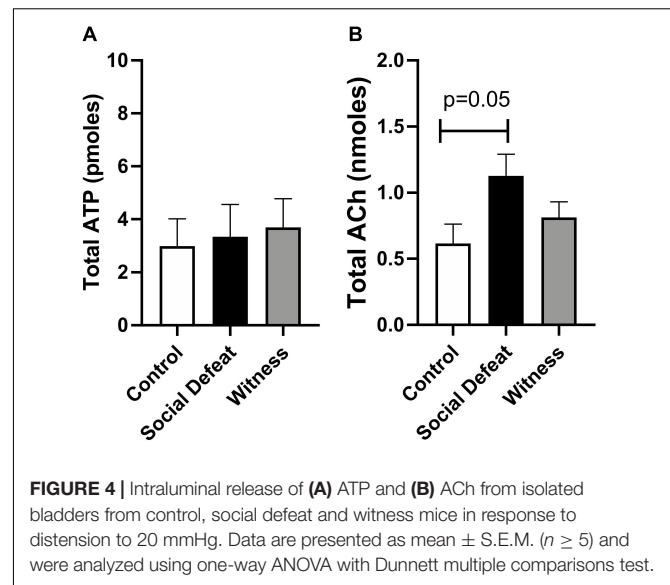 A
B
10
8
6
4
2
0
Total ATP (pmoles)
Control
Social Defeat
Witness
2.0
1.5
1.0
0.5
0.0
Total ACh (nmoles)
p=0.05
Control
Social Defeat
Witness
FIGURE 4 | Intraluminal release of (A) ATP and (B) ACh from isolated
bladders from control, social defeat and witness mice in response to
distension to 20 mmHg. Data are presented as mean ± S.E.M. (n ≥ 5) and
were analyzed using one-way ANOVA with Dunnett multiple comparisons test.